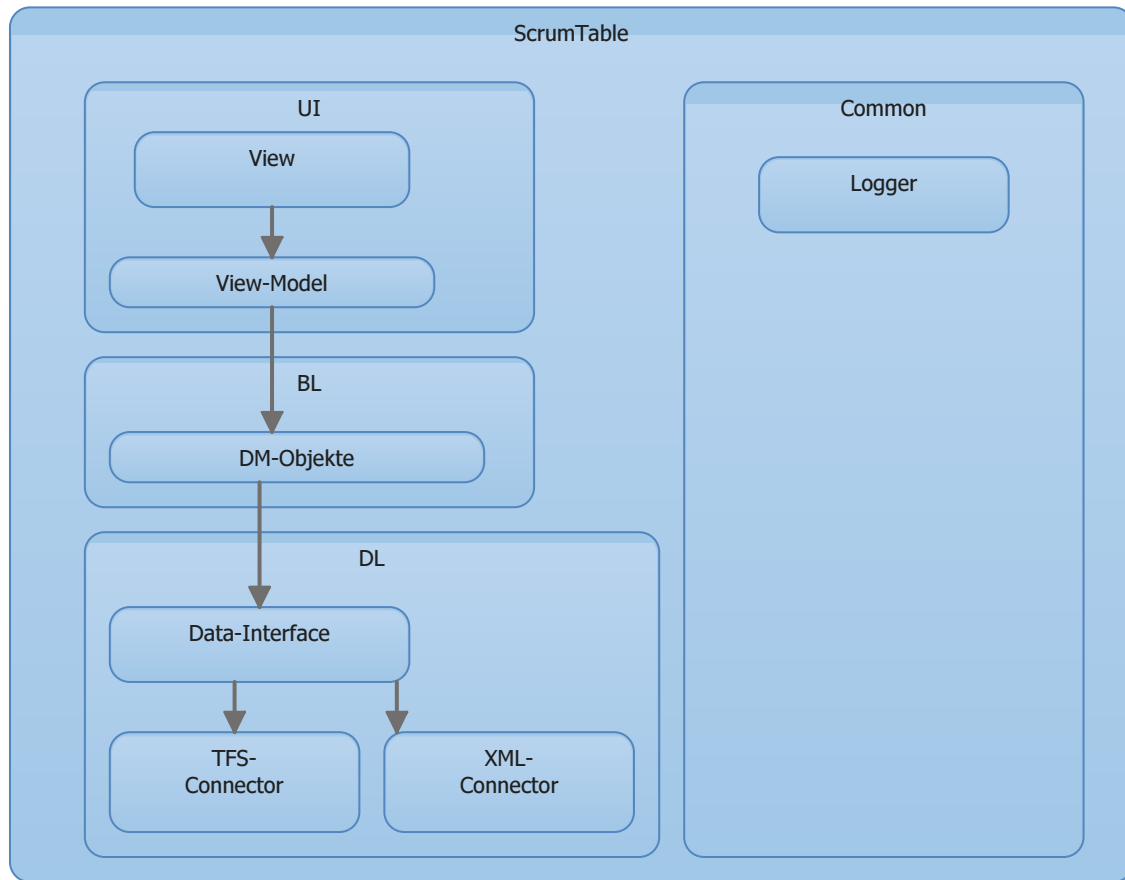 ScrumTable
UI
View
View-Model
BL
DM-Objekte
DL
Data-Interface
TFS-
Connector
XML-
Connector
Common
Logger